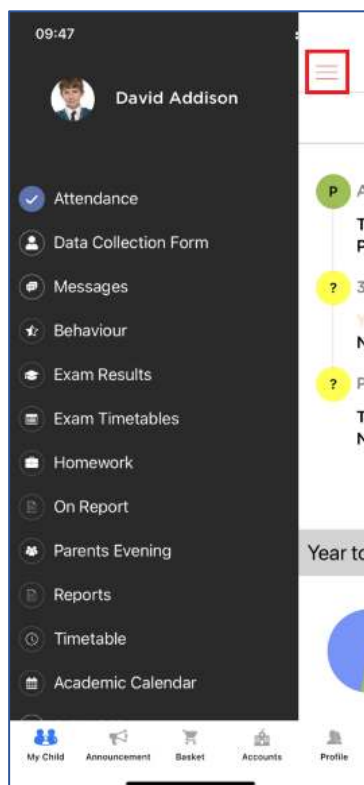 09:47
David Addison
Attendance
Data Collection Form
Messages
Behaviour
Exam Results
Exam Timetables
Homework
On Report
Parents Evening
Reports
Timetable
Academic Calendar
P A
T
P
? 3
N
? P
T
N
Year to
My Child Announcement Basket Accounts Profile